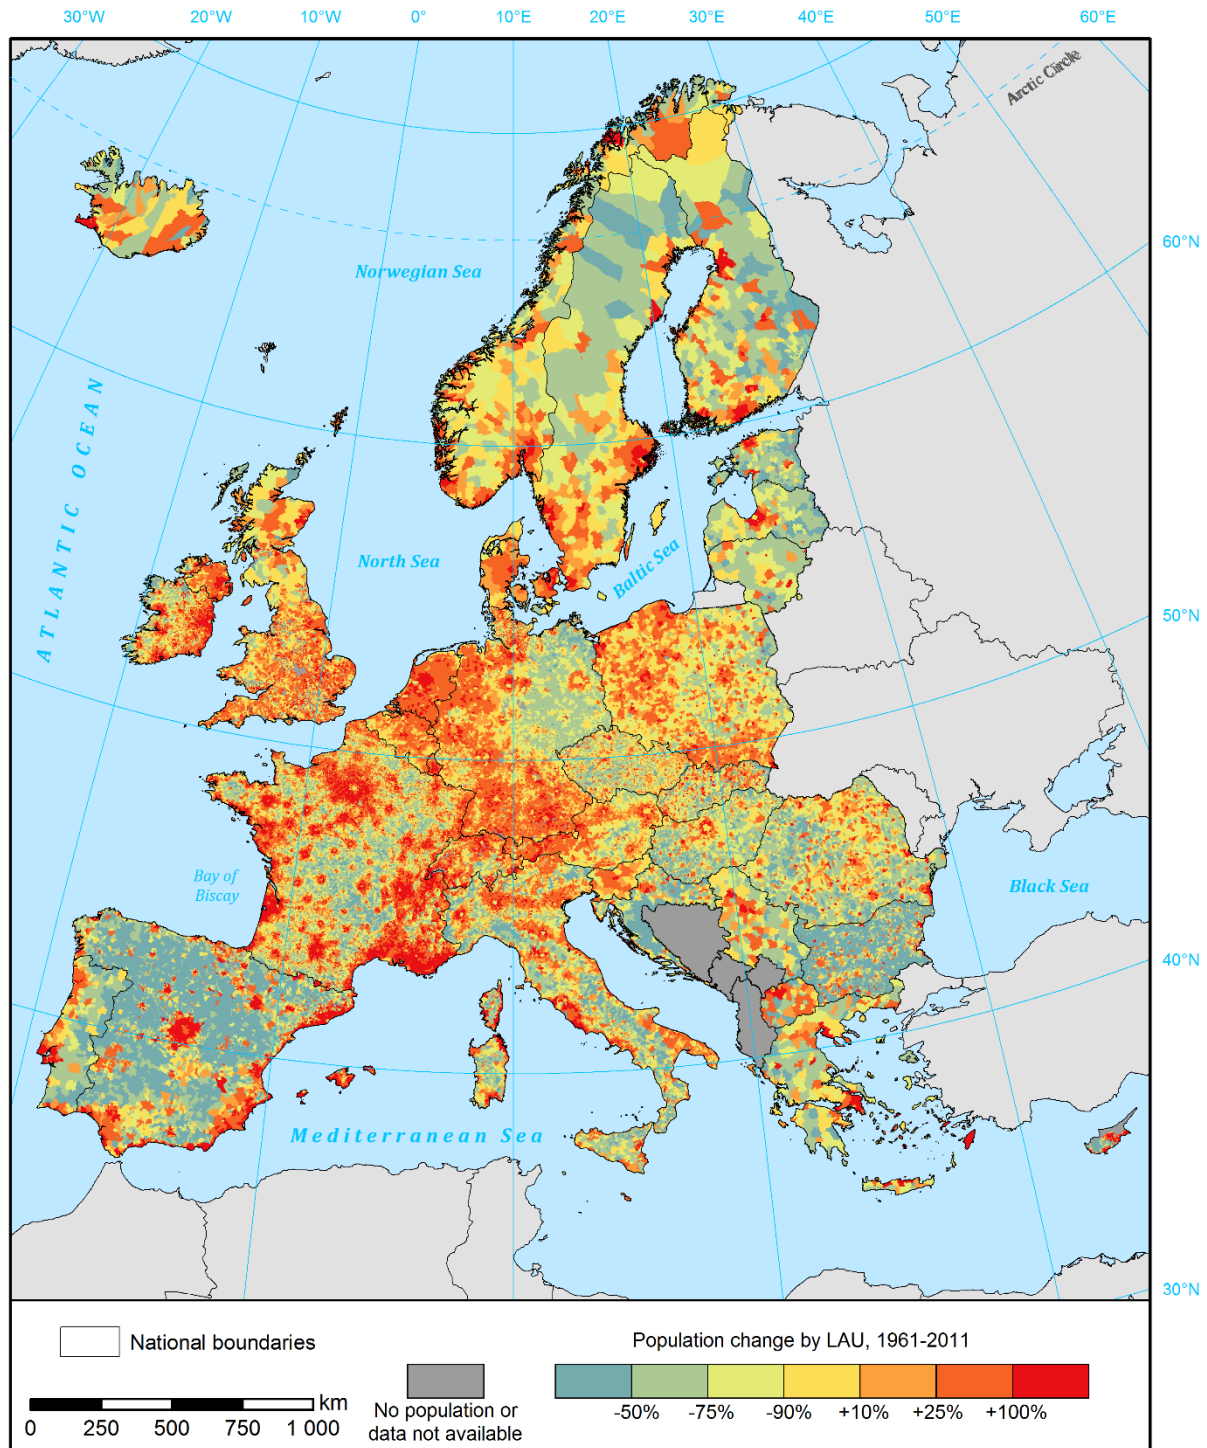 30°W 20°W 10°W 0° 10°E 20°E 30°E 40°E 50°E 60°E
Arctic Circle
60°N
Norwegian Sea
ATLANTIC OCEAN
North Sea
Baltic Sea
50°N
Bay of
Biscay
Black Sea
40°N
Mediterranean Sea
30°N
National boundaries
Population change by LAU, 1961-2011
km
0 250 500 750 1 000
No population or
data not available
-50% -75% -90% +10% +25% +100%